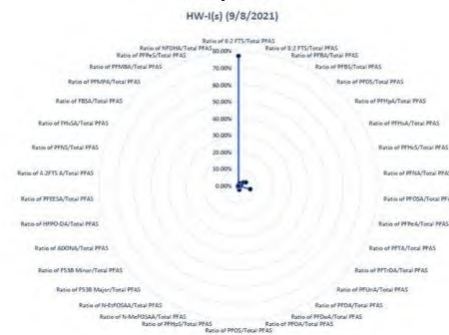 HW-I(s) (9/8/2021)
Ratio of 6:2 FTS/Total PFAS
Ratio of 8:2 FTS/Total PFAS
Ratio of PFBA/Total PFAS
Ratio of PFBS/Total PFAS
Ratio of PFDS/Total PFAS
Ratio of PFHpA/Total PFAS
Ratio of PFHxA/Total PFAS
Ratio of PFHxS/Total PFAS
Ratio of PFNA/Total PFAS
Ratio of PFOSA/Total PFAS
Ratio of PFPeA/Total PFAS
Ratio of PFTA/Total PFAS
Ratio of PFTrDA/Total PFAS
Ratio of PFUnA/Total PFAS
Ratio of PFDA/Total PFAS
Ratio of PFDoA/Total PFAS
Ratio of PFOA/Total PFAS
Ratio of PFOS/Total PFAS
Ratio of PFHpS/Total PFAS
Ratio of N-MeFOSAA/Total PFAS
Ratio of N-EtFOSAA/Total PFAS
Ratio of F53B Major/Total PFAS
Ratio of F53B Minor/Total PFAS
Ratio of ADONA/Total PFAS
Ratio of HFPO-DA/Total PFAS
Ratio of PFEESA/Total PFAS
Ratio of 4:2FTS A/Total PFAS
Ratio of PFNS/Total PFAS
Ratio of FHxSA/Total PFAS
Ratio of FBSA/Total PFAS
Ratio of PFMPA/Total PFAS
Ratio of PFMBA/Total PFAS
Ratio of PFPeS/Total PFAS
Ratio of NFDHA/Total PFAS
80.00%
70.00%
60.00%
50.00%
40.00%
30.00%
20.00%
10.00%
0.00%